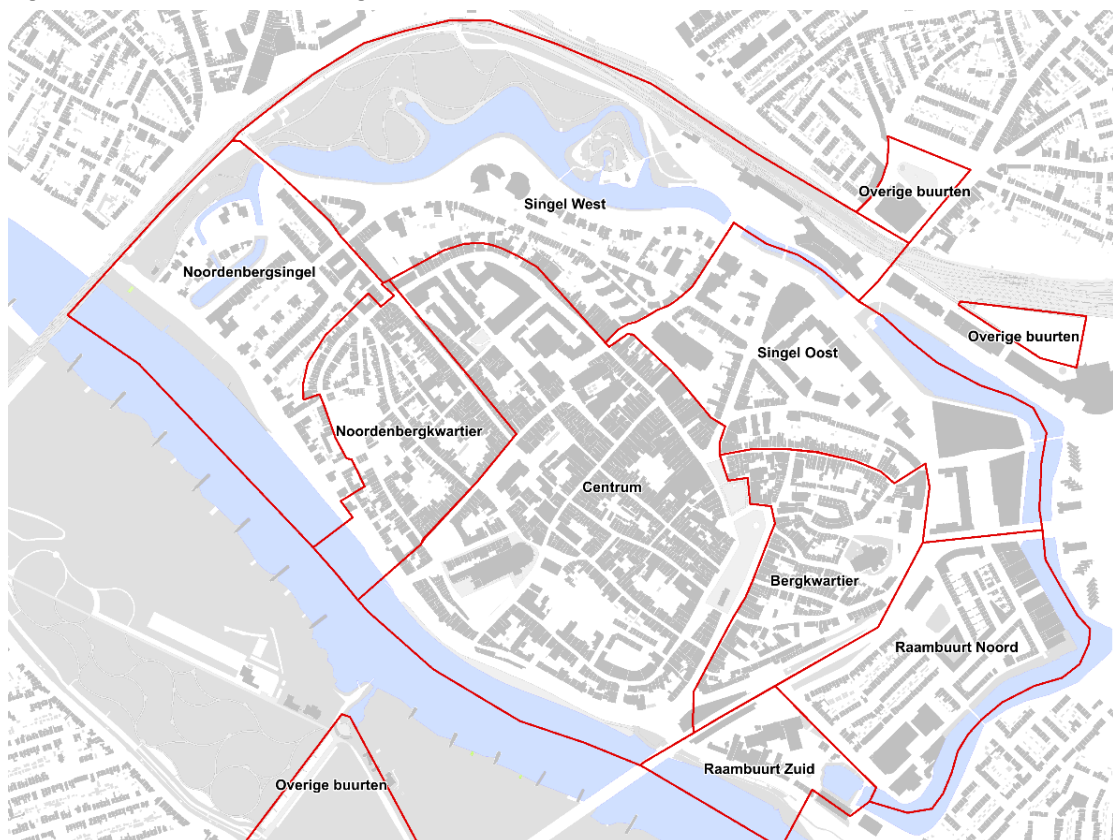 Overige buurten
Singel West
Noordenbergsingel
Overige buurten
Singel Oost
Noordenbergkwartier
Centrum
Bergkwartier
Raambuurt Noord
Raambuurt Zuid
Overige buurten